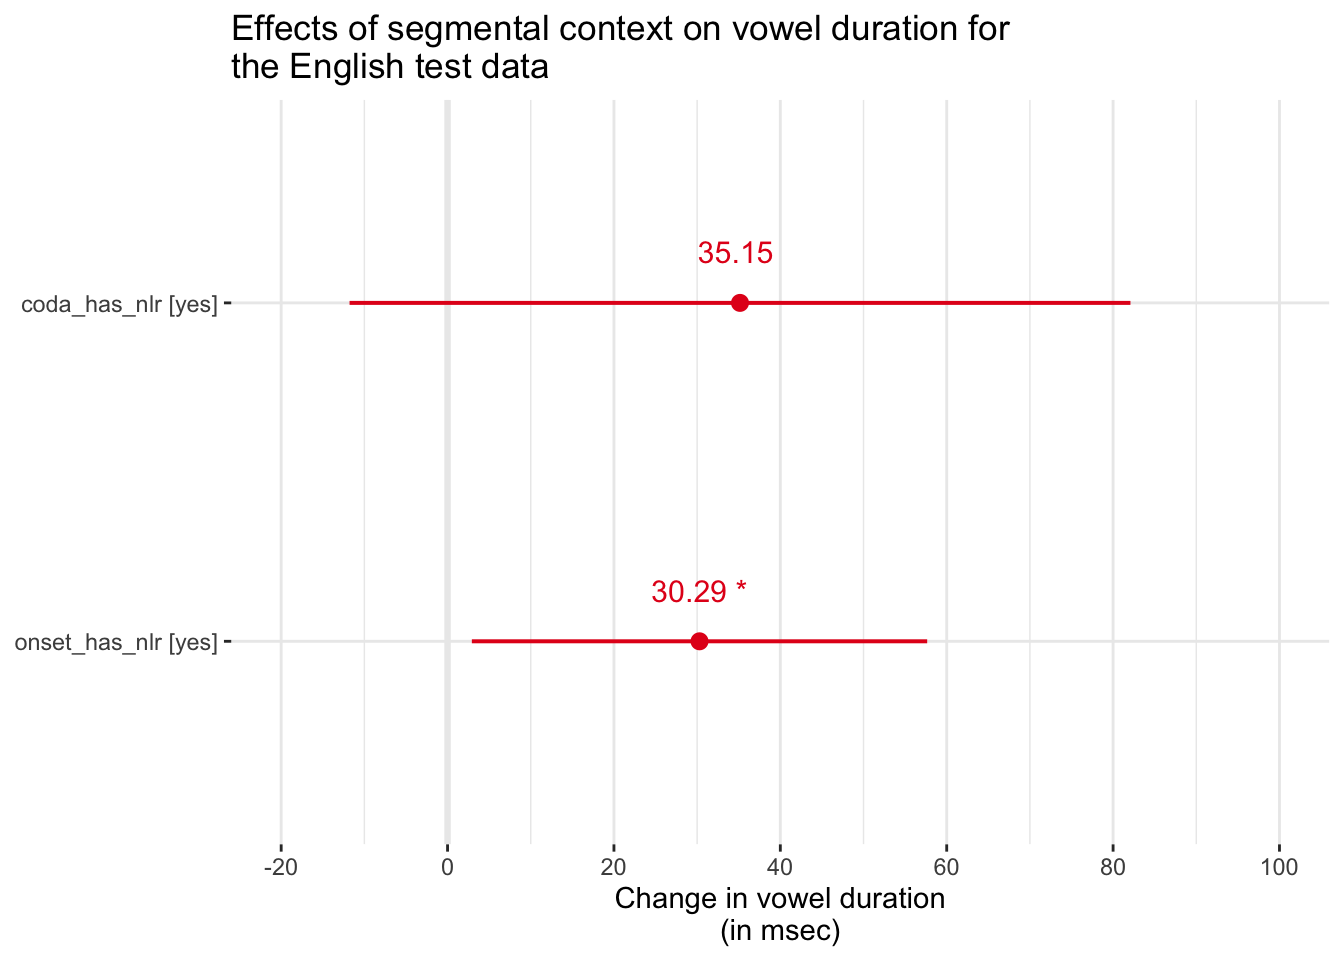 Effects of segmental context on vowel duration for
the English test data
35.15
coda_has_nlr [yes]
30.29 *
onset_has_nlr [yes]
-20 0 20 40 60 80 100
Change in vowel duration
(in msec)